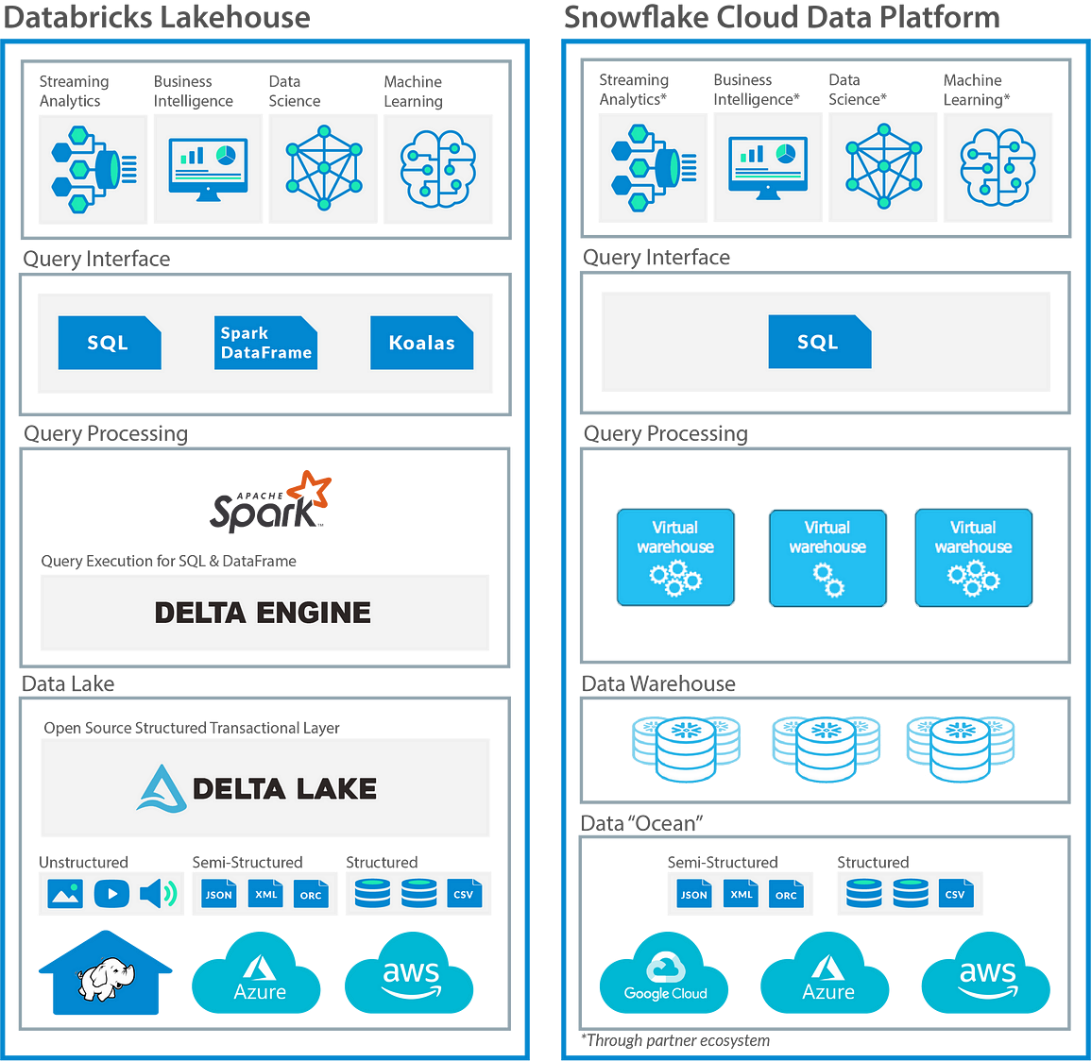 Databricks Lakehouse
Streaming
Analytics
Business
Intelligence
Data
Science
Machine
Learning
Query Interface
SQL
Spark
DataFrame
Koalas
Query Processing
APACHE
Spark™
Query Execution for SQL & DataFrame
DELTA ENGINE
Data Lake
Open Source Structured Transactional Layer
DELTA LAKE
Unstructured
Semi-Structured
Structured
JSON
XML
ORC
CSV
Azure
aws
Snowflake Cloud Data Platform
Streaming
Analytics*
Business
Intelligence*
Data
Science*
Machine
Learning*
Query Interface
SQL
Query Processing
Virtual
warehouse
Virtual
warehouse
Virtual
warehouse
Data Warehouse
Data “Ocean”
Semi-Structured
Structured
JSON
XML
ORC
CSV
Google Cloud
Azure
aws
*Through partner ecosystem